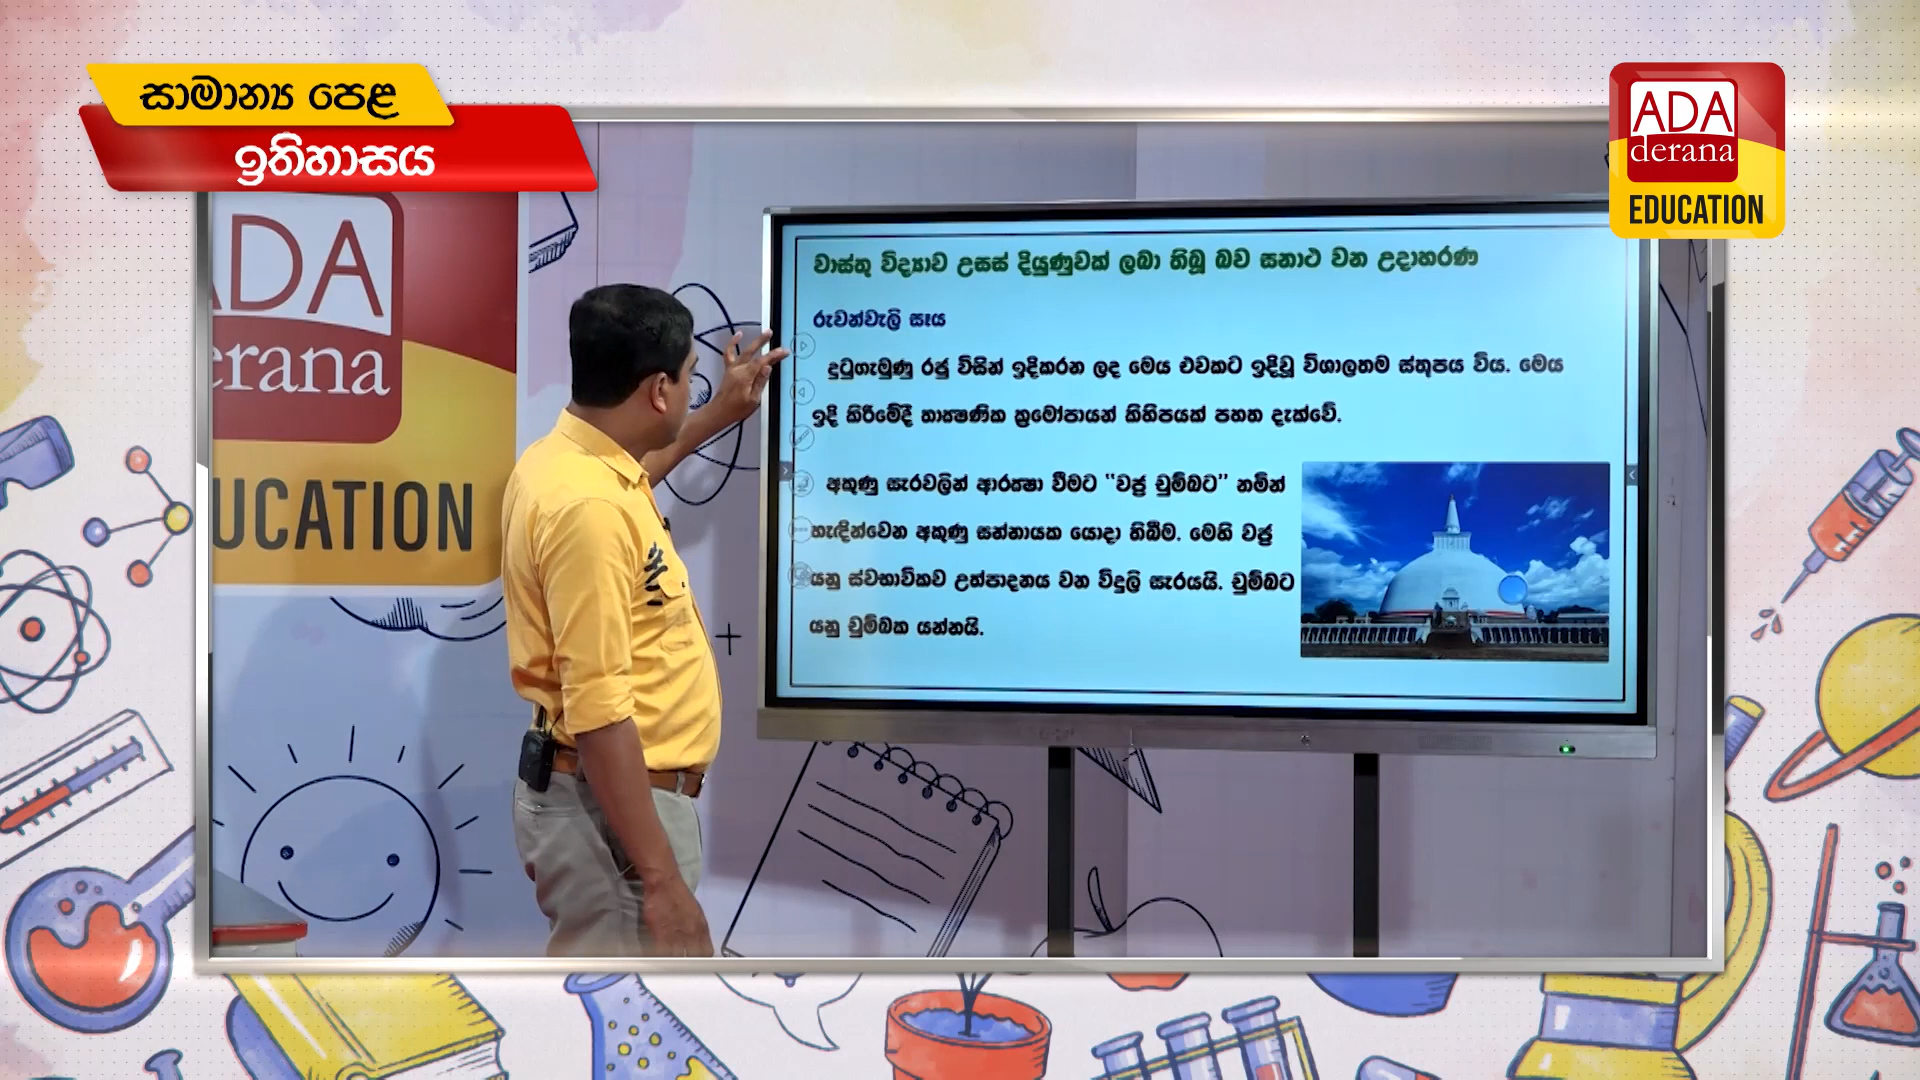 සාමාන්‍ය පෙළ
ඉතිහාසය
ADA
derana
EDUCATION
ADA
erana
UCATION
වාස්තු විද්‍යාව උසස් දියුණුවක් ලබා තිබූ බව සනාථ වන උදාහරණ
රුවන්වැලි සෑය
දුටුගැමුණු රජු විසින් ඉදිකරන ලද මෙය එවකට ඉදිවූ විශාලතම ස්තූපය විය. මෙය
ඉදි කිරීමේදී තාක්ෂණික ක්‍රමෝපායන් කිහිපයක් පහත දැක්වේ.
අකුණු සැරවලින් ආරක්ෂා වීමට "වජ්‍ර චුම්බට" නමින්
හැඳින්වෙන අකුණු සන්නායක යොදා තිබීම. මෙහි වජ්‍ර
යනු ස්වභාවිකව උත්පාදනය වන විදුලි සැරයයි. චුම්බට
යනු චුම්බක යන්නයි.